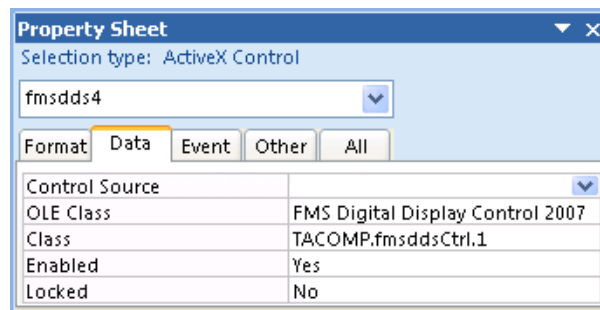 Property Sheet
Selection type: ActiveX Control
fmsdds4
Format Data Event Other All
Control Source
OLE Class FMS Digital Display Control 2007
Class TACOMP.fmsddsCtrl.1
Enabled Yes
Locked No